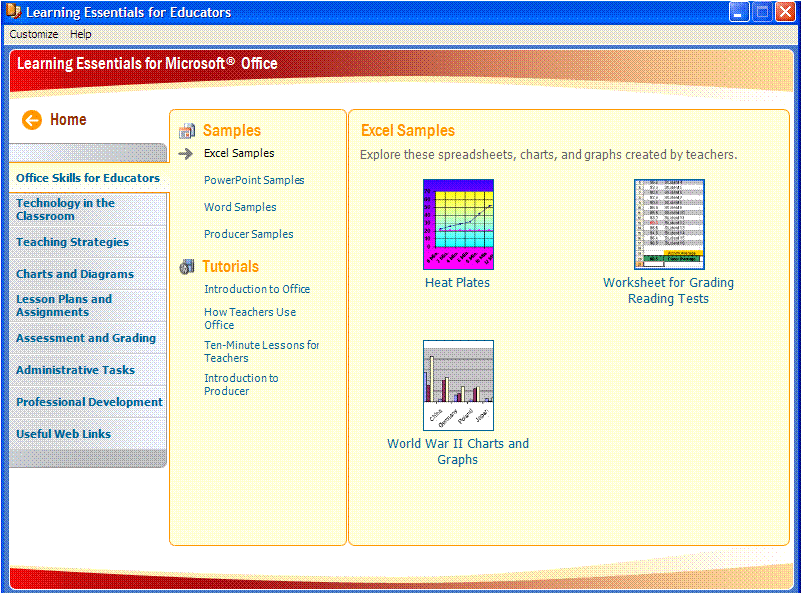 Learning Essentials for Educators
Customize Help
Learning Essentials for Microsoft® Office
Home
Office Skills for Educators
Technology in the
Classroom
Teaching Strategies
Charts and Diagrams
Lesson Plans and
Assignments
Assessment and Grading
Administrative Tasks
Professional Development
Useful Web Links
Samples
Excel Samples
PowerPoint Samples
Word Samples
Producer Samples
Tutorials
Introduction to Office
How Teachers Use
Office
Ten-Minute Lessons for
Teachers
Introduction to
Producer
Excel Samples
Explore these spreadsheets, charts, and graphs created by teachers.
Heat Plates
Worksheet for Grading
Reading Tests
China Germany Poland Japan
World War II Charts and
Graphs